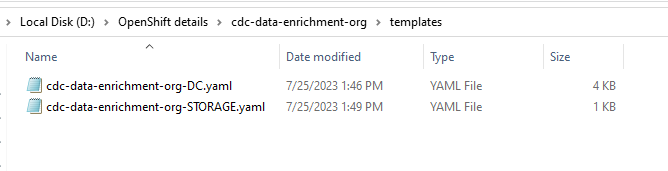 Local Disk (D:) > OpenShift details > cdc-data-enrichment-org > templates
Name Date modified Type Size
cdc-data-enrichment-org-DC.yaml 7/25/2023 1:46 PM YAML File 4 KB
cdc-data-enrichment-org-STORAGE.yaml 7/25/2023 1:49 PM YAML File 1 KB